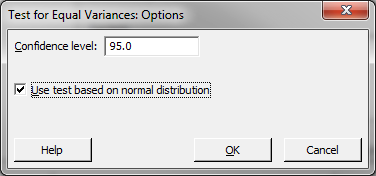 Test for Equal Variances: Options
Confidence level: 95.0
Use test based on normal distribution
Help OK Cancel